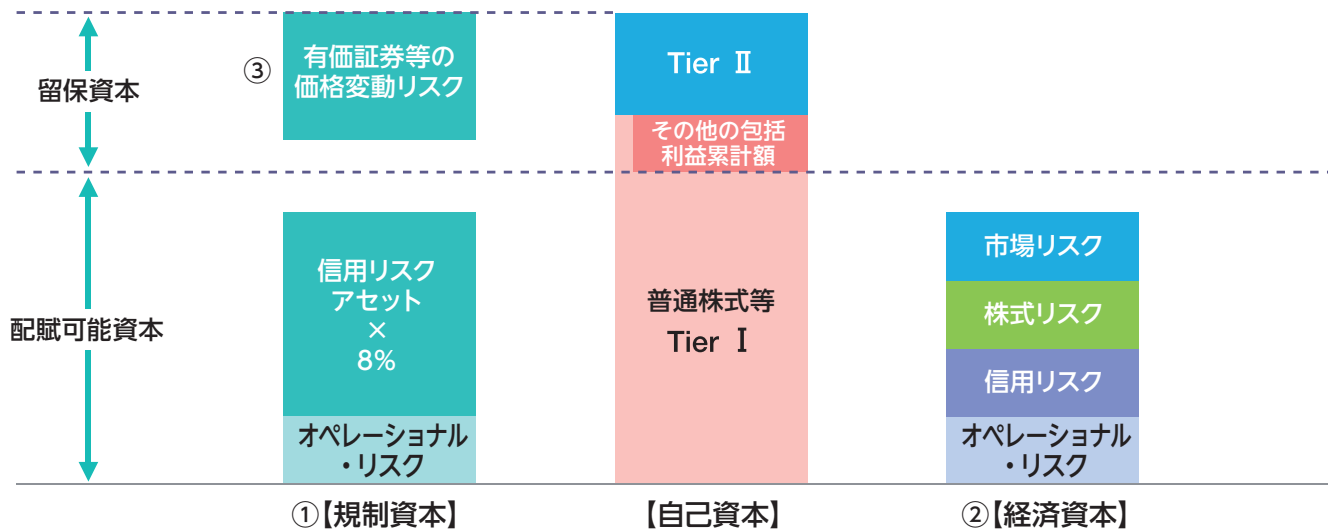 留保資本
配賦可能資本
③
有価証券等の
価格変動リスク
信用リスク
アセット
×
8%
オペレーショナル
・リスク
①【規制資本】
Tier Ⅱ
その他の包括
利益累計額
普通株式等
Tier Ⅰ
【自己資本】
市場リスク
株式リスク
信用リスク
オペレーショナル
・リスク
②【経済資本】